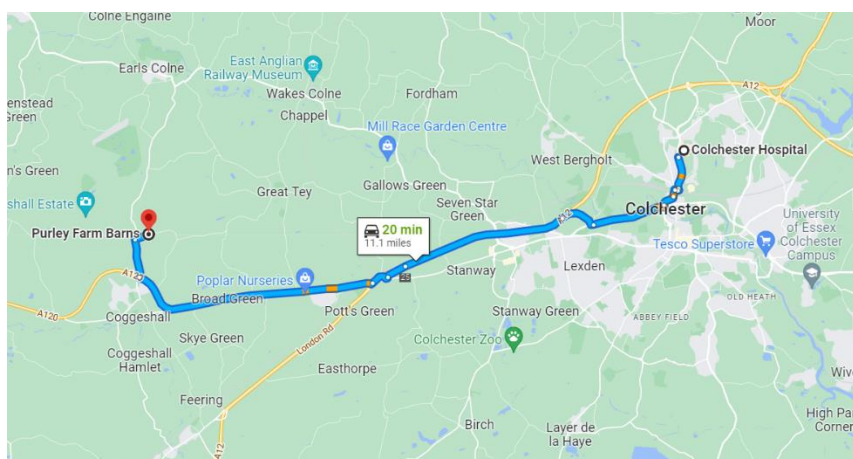 Colne Engaine
Moor
A12
East Anglian
Railway Museum
Earls Colne
Wakes Colne
Fordham
enstead
Green
Chappel
Mill Race Garden Centre
Colchester Hospital
West Bergholt
n's Green
Gallows Green
Great Tey
shall Estate
Seven Star
Green
A12
Colchester
Purley Farm Barns
20 min
11.1 miles
University
of Essex
Colchester
Campus
Tesco Superstore
A120
Poplar Nurseries
25
Stanway
Lexden
Broad Green
OLD HEATH
A120
Coggeshall
Pott's Green
Stanway Green
ABBEY FIELD
London Rd
Skye Green
Colchester Zoo
Coggeshall
Hamlet
Easthorpe
Wive
Feering
High Pa
Corner
Birch
Layer de
la Haye
A12